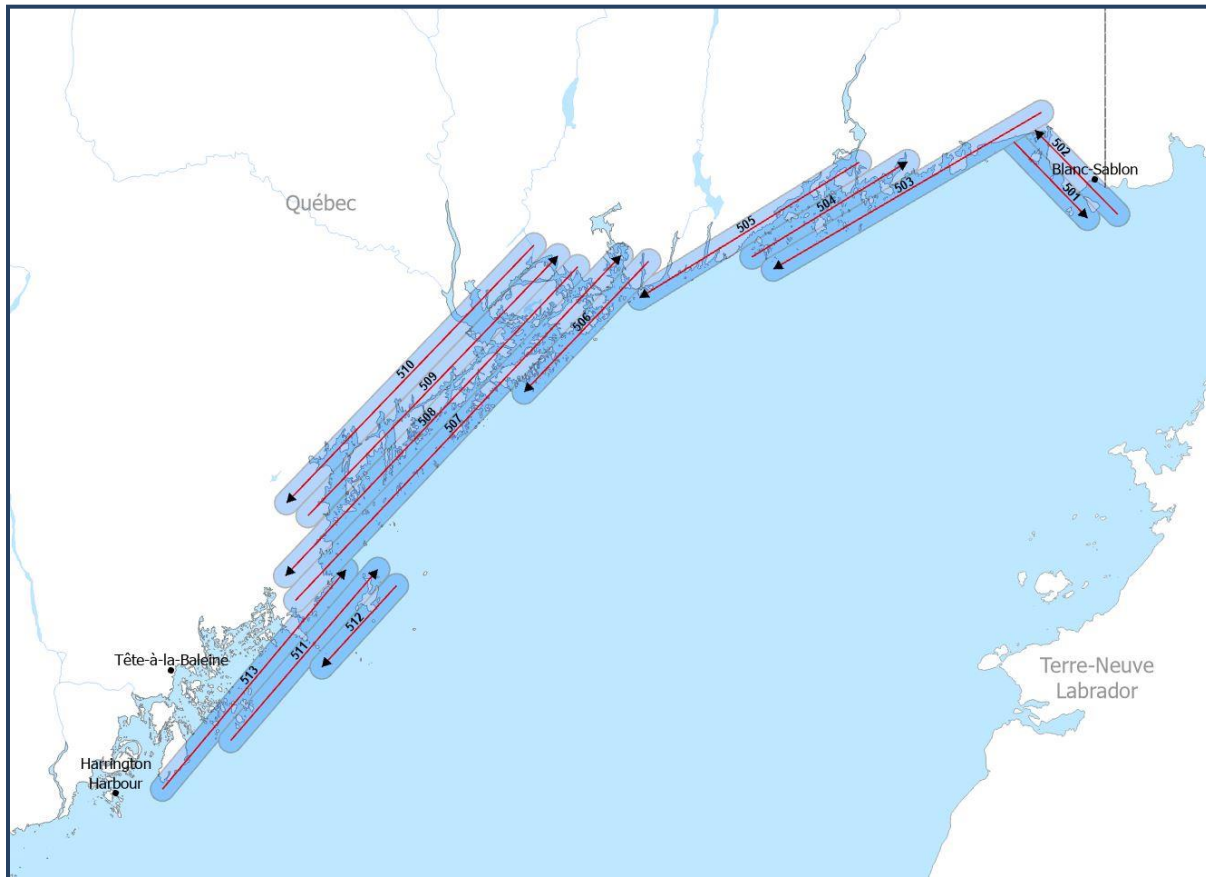 502
Blanc-Sablon
501
503
504
505
Québec
506
510
509
508
507
512
511
513
Tête-à-la-Baleine
Terre-Neuve
Labrador
Harrington
Harbour